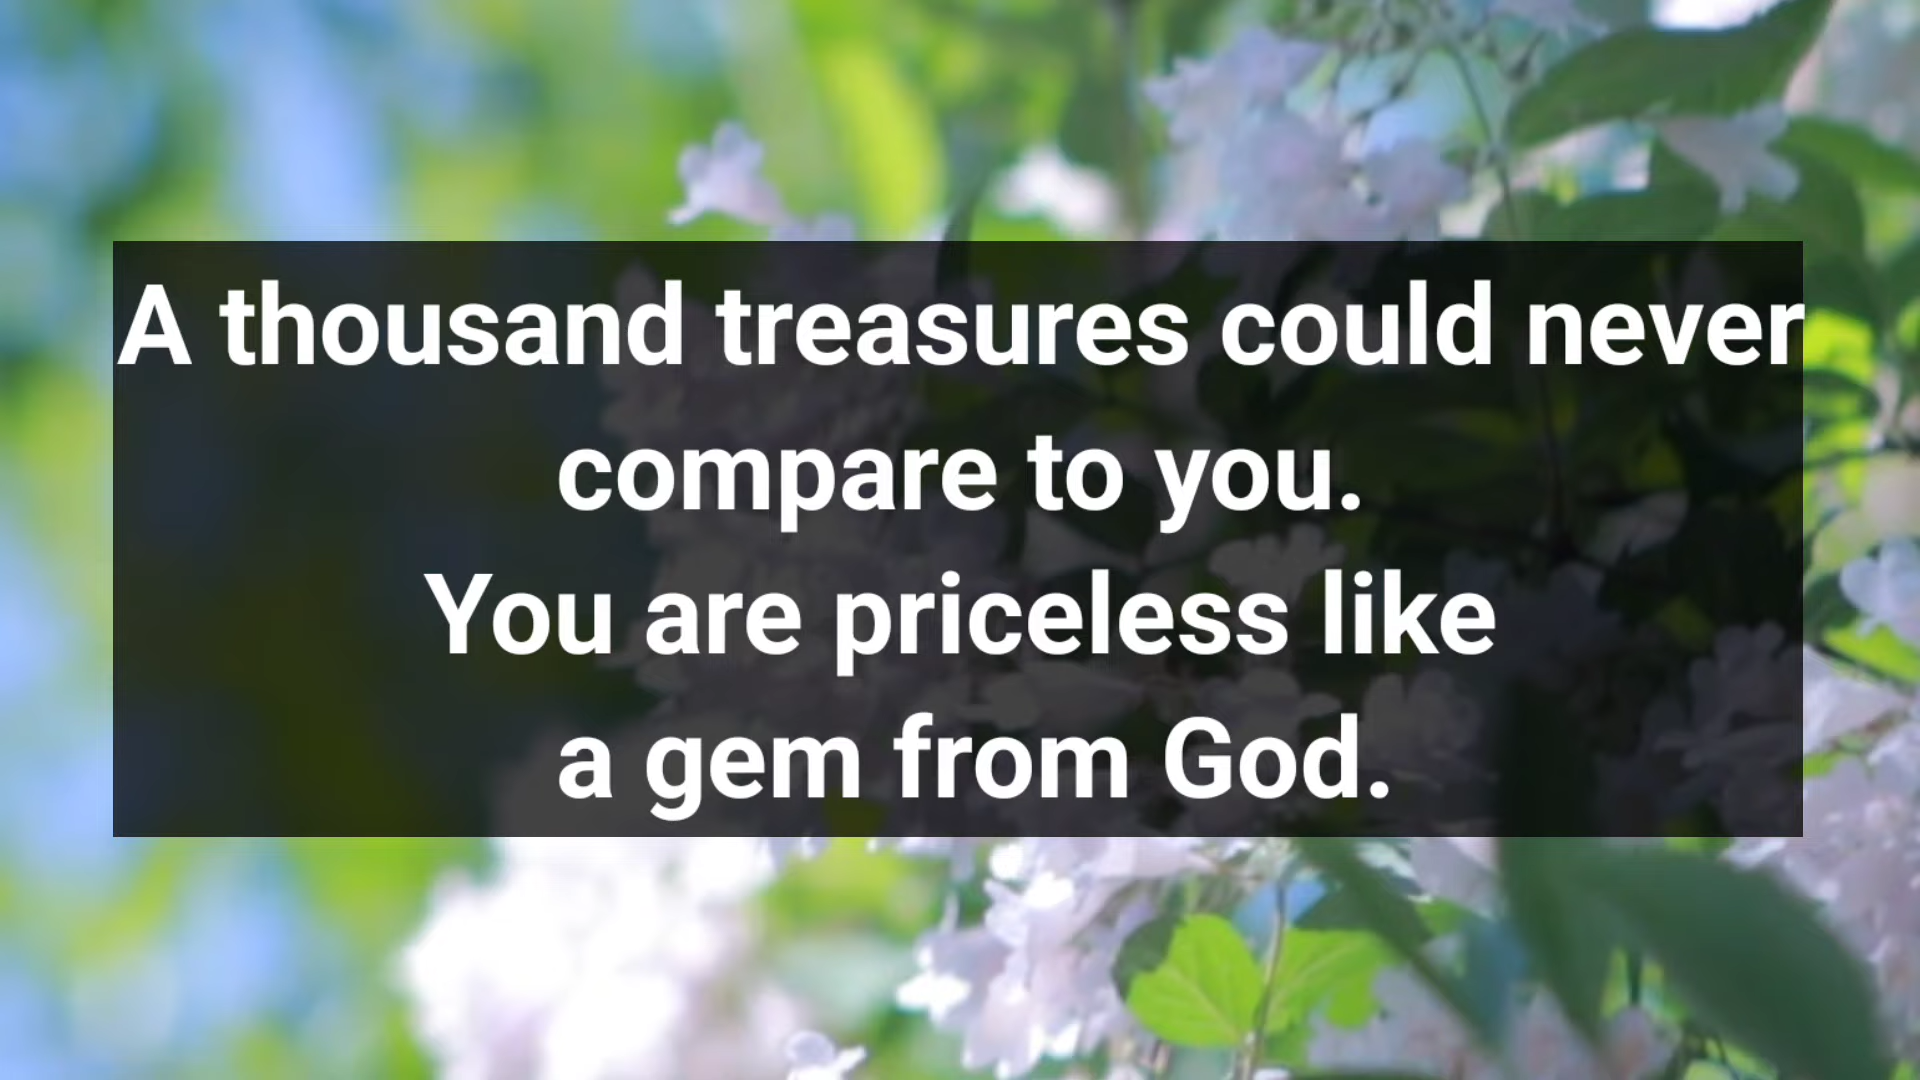 A thousand treasures could never
compare to you.
You are priceless like
a gem from God.